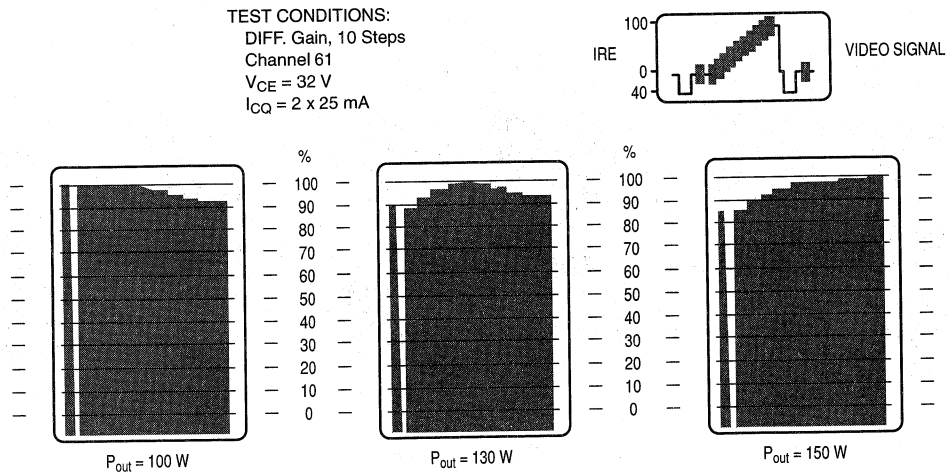 TEST CONDITIONS:
DIFF. Gain, 10 Steps
Channel 61
V_CE = 32 V
I_CQ = 2 x 25 mA
IRE
100
0
40
VIDEO SIGNAL
%
100
90
80
70
60
50
40
30
20
10
0
%
100
90
80
70
60
50
40
30
20
10
0
P_out = 100 W
P_out = 130 W
P_out = 150 W